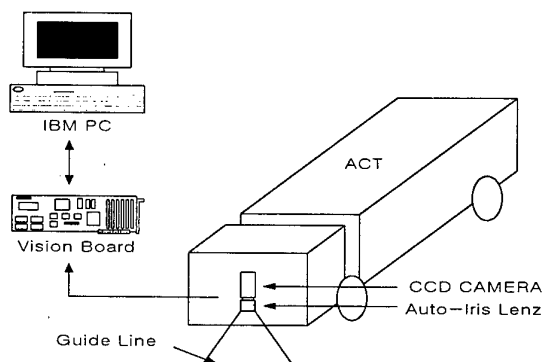 IBM PC
ACT
Vision Board
CCD CAMERA
Auto-Iris Lenz
Guide Line